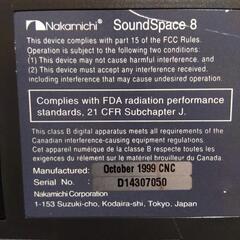 Nakamichi SoundSpace 8
This device complies with part 15 of the FCC Rules.
Operation is subject to the following two conditions:
(1) This device may not cause harmful interference, and
(2) This device must accept any interference received,
including interference that may cause undesired operation.
Complies with FDA radiation performance
standards, 21 CFR Subchapter J.
This class B digital apparatus meets all requirements of the
Canadian interference-causing equipment regulations.
Cet appareil numérique de la classe B respecte toutes les
exigences du réelement sur le matériel brouilleur du Canada.
Manufactured: October 1999 CNC
Serial No.: D14307050
Nakamichi Corporation
1-153 Suzuki-cho, Kodaira-shi, Tokyo, Japan